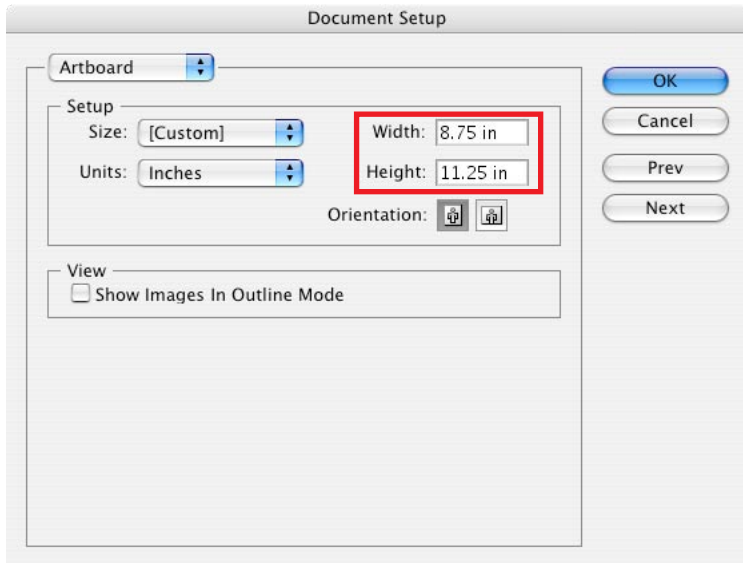 Document Setup
Artboard
OK
Setup
Size: [Custom] Width: 8.75 in
Cancel
Units: Inches Height: 11.25 in
Prev
Orientation:
Next
View
Show Images In Outline Mode